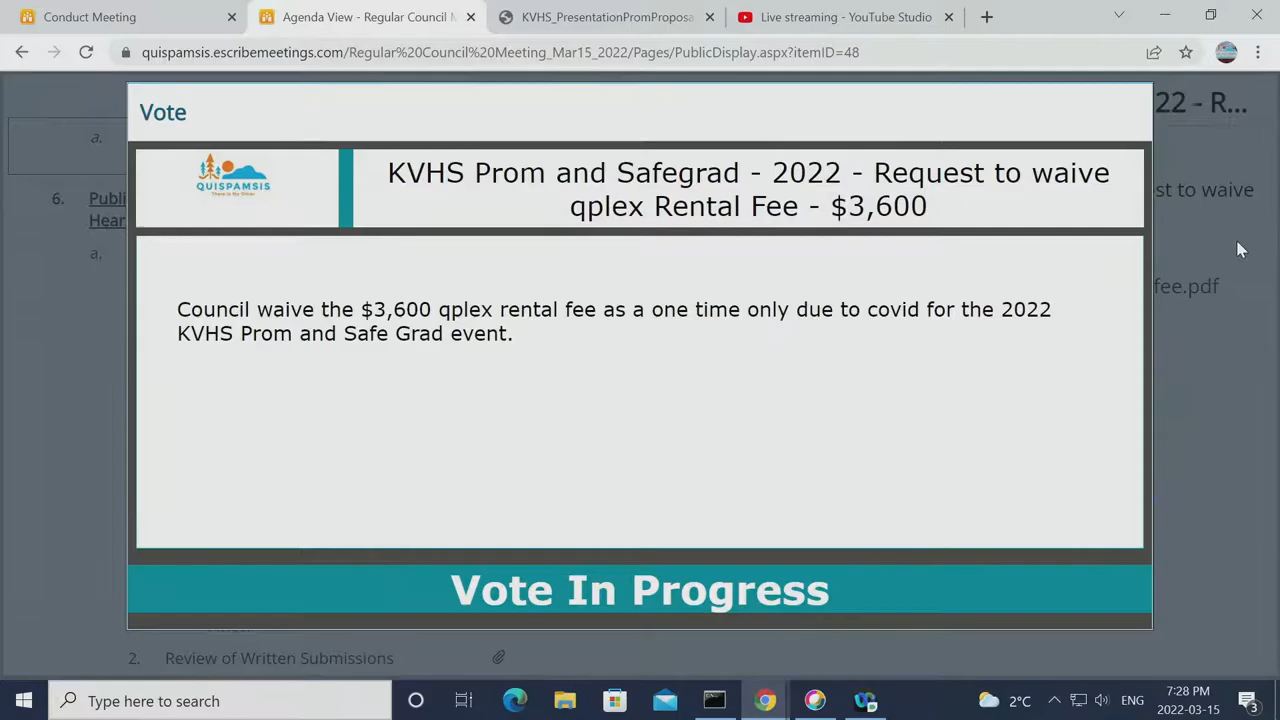 Conduct Meeting
Agenda View - Regular Council M
KVHS_PresentationPromProposa
Live streaming - YouTube Studio
quispamsis.escribemeetings.com/Regular%20Council%20Meeting_Mar15_2022/Pages/PublicDisplay.aspx?itemID=48
22 - R...
Vote
a.
QUISPAMSIS
KVHS Prom and Safegrad - 2022 - Request to waive
qplex Rental Fee - $3,600
6. Publi
Hear
st to waive
a.
fee.pdf
Council waive the $3,600 qplex rental fee as a one time only due to covid for the 2022
KVHS Prom and Safe Grad event.
Vote In Progress
2. Review of Written Submissions
Type here to search
2°C
ENG
7:28 PM
2022-03-15
3